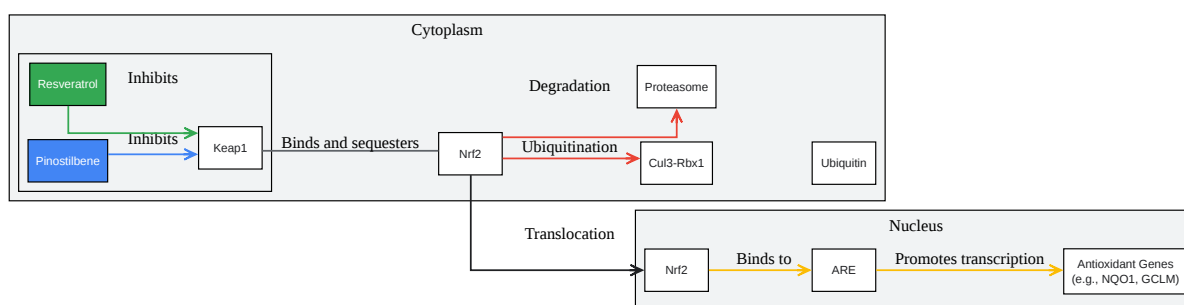 Cytoplasm
Resveratrol
Inhibits
Degradation
Proteasome
Inhibits
Pinostilbene
Keap1
Binds and sequesters
Nrf2
Ubiquitination
Cul3-Rbx1
Ubiquitin
Nucleus
Translocation
Nrf2
Binds to
ARE
Promotes transcription
Antioxidant Genes
(e.g., NQO1, GCLM)